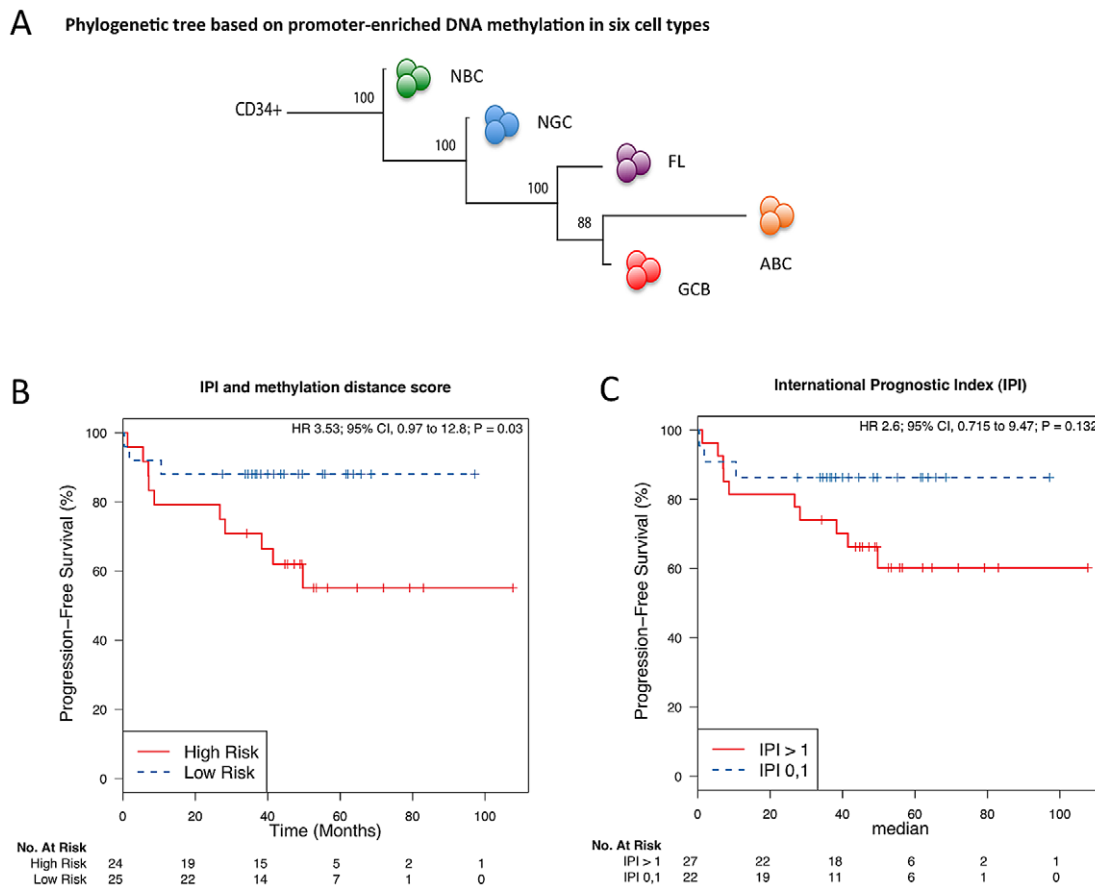 A
Phylogenetic tree based on promoter-enriched DNA methylation in six cell types
CD34+
100
NBC
100
NGC
100
FL
88
ABC
GCB
B
IPI and methylation distance score
HR 3.53; 95% CI, 0.97 to 12.8; P = 0.03
Progression-Free Survival (%)
100
80
60
40
20
0
High Risk
Low Risk
0 20 40 60 80 100
Time (Months)
No. At Risk
High Risk 24 19 15 5 2 1
Low Risk 25 22 14 7 1 0
C
International Prognostic Index (IPI)
HR 2.6; 95% CI, 0.715 to 9.47; P = 0.132
Progression-Free Survival (%)
100
80
60
40
20
0
IPI > 1
IPI 0,1
0 20 40 60 80 100
median
No. At Risk
IPI > 1 27 22 18 6 2 1
IPI 0,1 22 19 11 6 1 0